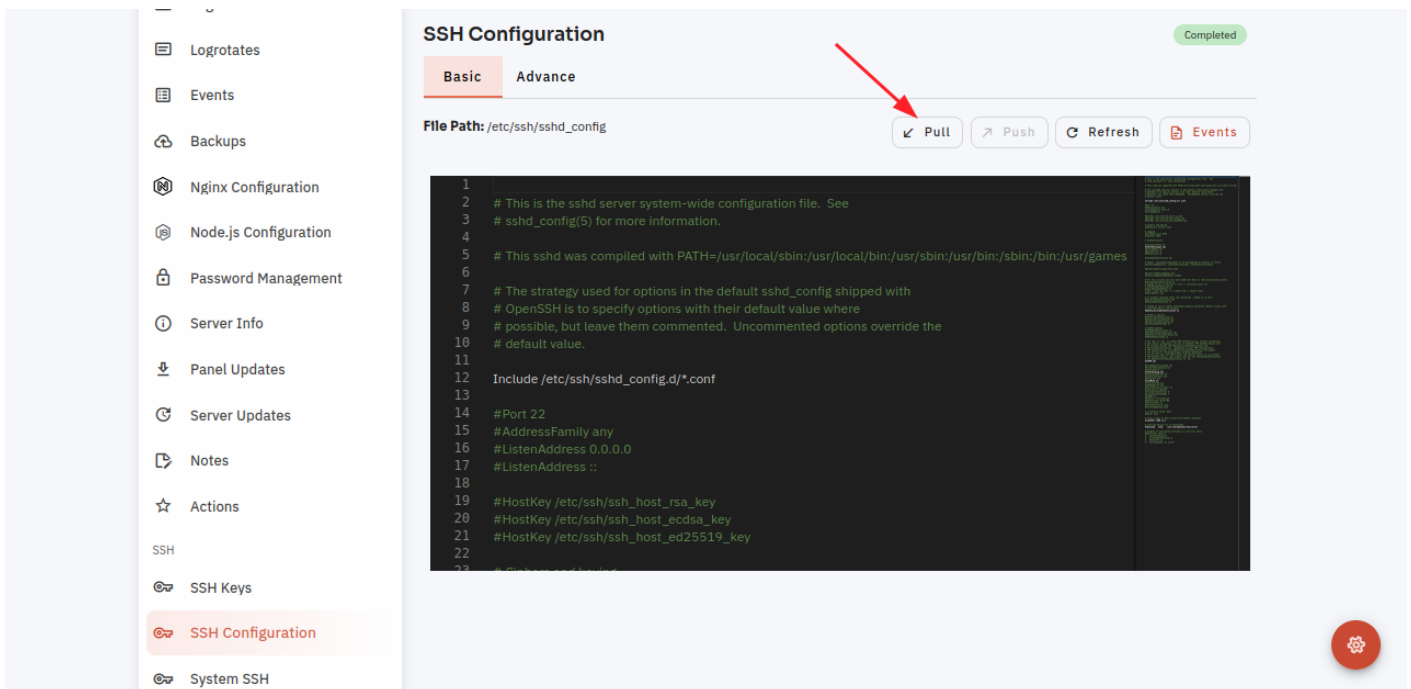 Logrotates
Events
Backups
Nginx Configuration
Node.js Configuration
Password Management
Server Info
Panel Updates
Server Updates
Notes
Actions
SSH
SSH Keys
SSH Configuration
System SSH
SSH Configuration
Completed
Basic Advance
File Path: /etc/ssh/sshd_config
Pull Push Refresh Events
1
2 # This is the sshd server system-wide configuration file.  See
3 # sshd_config(5) for more information.
4
5 # This sshd was compiled with PATH=/usr/local/sbin:/usr/local/bin:/usr/sbin:/usr/bin:/sbin:/bin:/usr/games
6
7 # The strategy used for options in the default sshd_config shipped with
8 # OpenSSH is to specify options with their default value where
9 # possible, but leave them commented.  Uncommented options override the
10 # default value.
11
12 Include /etc/ssh/sshd_config.d/*.conf
13
14 #Port 22
15 #AddressFamily any
16 #ListenAddress 0.0.0.0
17 #ListenAddress ::
18
19 #HostKey /etc/ssh/ssh_host_rsa_key
20 #HostKey /etc/ssh/ssh_host_ecdsa_key
21 #HostKey /etc/ssh/ssh_host_ed25519_key
22
23 # Ciphers and keying